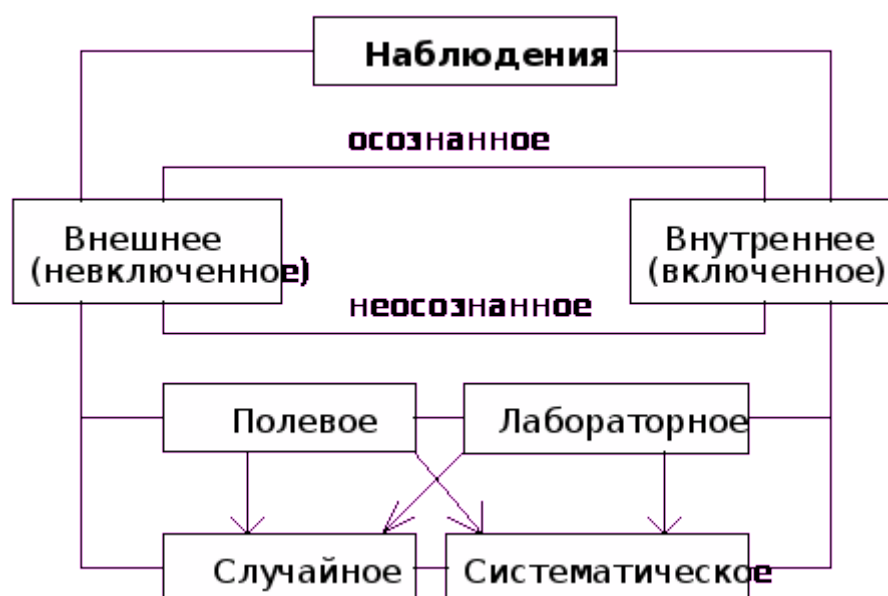 Наблюдения
осознанное
Внешнее
(невключенное)
Внутреннее
(включенное)
неосознанное
Полевое
Лабораторное
Случайное
Систематическое